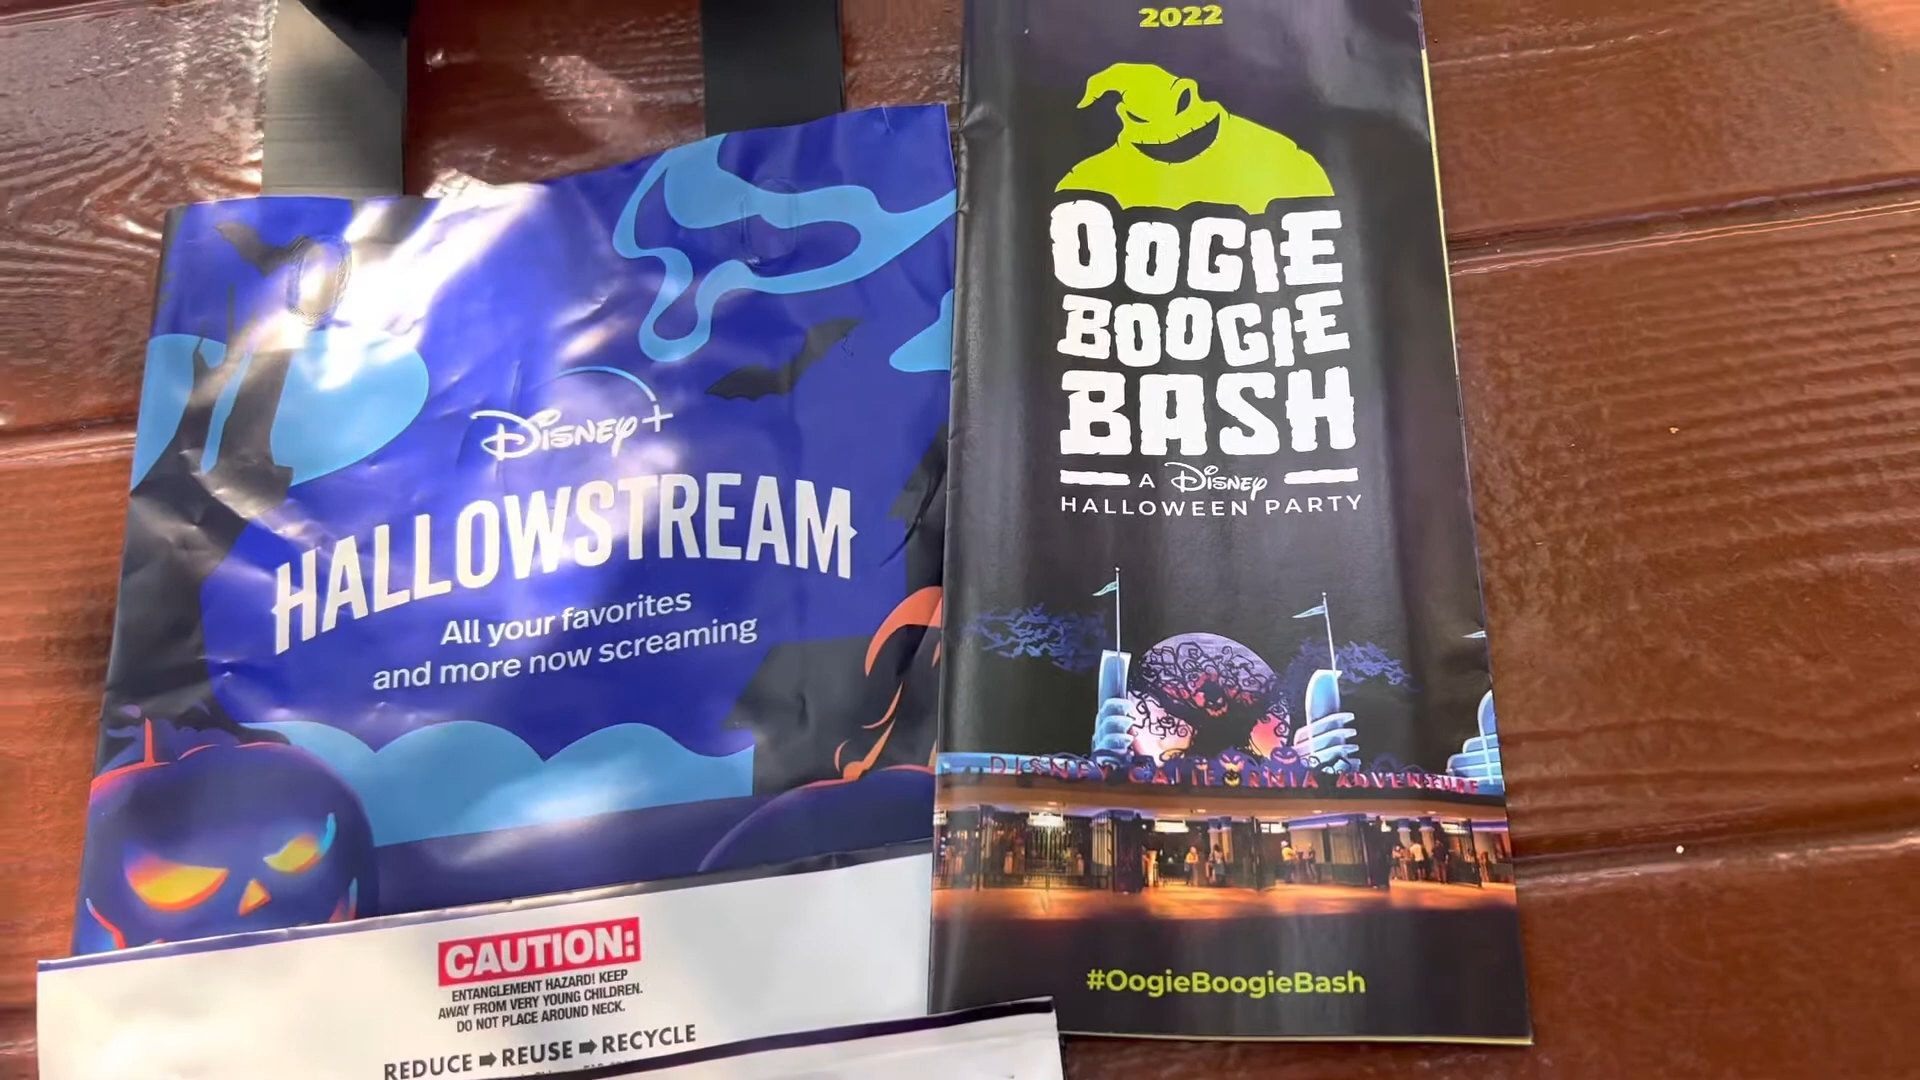 Disney+
HALLOWSTREAM
All your favorites
and more now screaming
CAUTION:
ENTANGLEMENT HAZARD! KEEP
AWAY FROM VERY YOUNG CHILDREN.
DO NOT PLACE AROUND NECK.
REDUCE ➡ REUSE ➡ RECYCLE
2022
OOGIE
BOOGIE
BASH
A Disney
HALLOWEEN PARTY
DISNEY CALIFORNIA ADVENTURE
#OogieBoogieBash